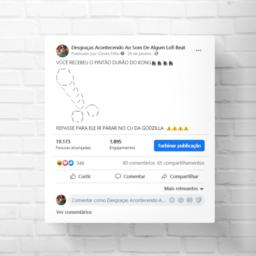 Desgraças Acontecendo Ao Som De Algum Lofi Beat
Publicado por Cleves Filho · 26 de janeiro
VOCÊ RECEBEU O PINTÃO DURÃO DO KONG
REPASSE PARA ELE IR PARAR NO CU DA GODZILLA
19.173
Pessoas alcançadas
1.895
Engajamentos
Turbinar publicação
348
80 comentários 65 compartilhamentos
Curtir
Comentar
Compartilhar
Mais relevantes
Comentar como Desgraças Acontecendo A...
Ver comentários